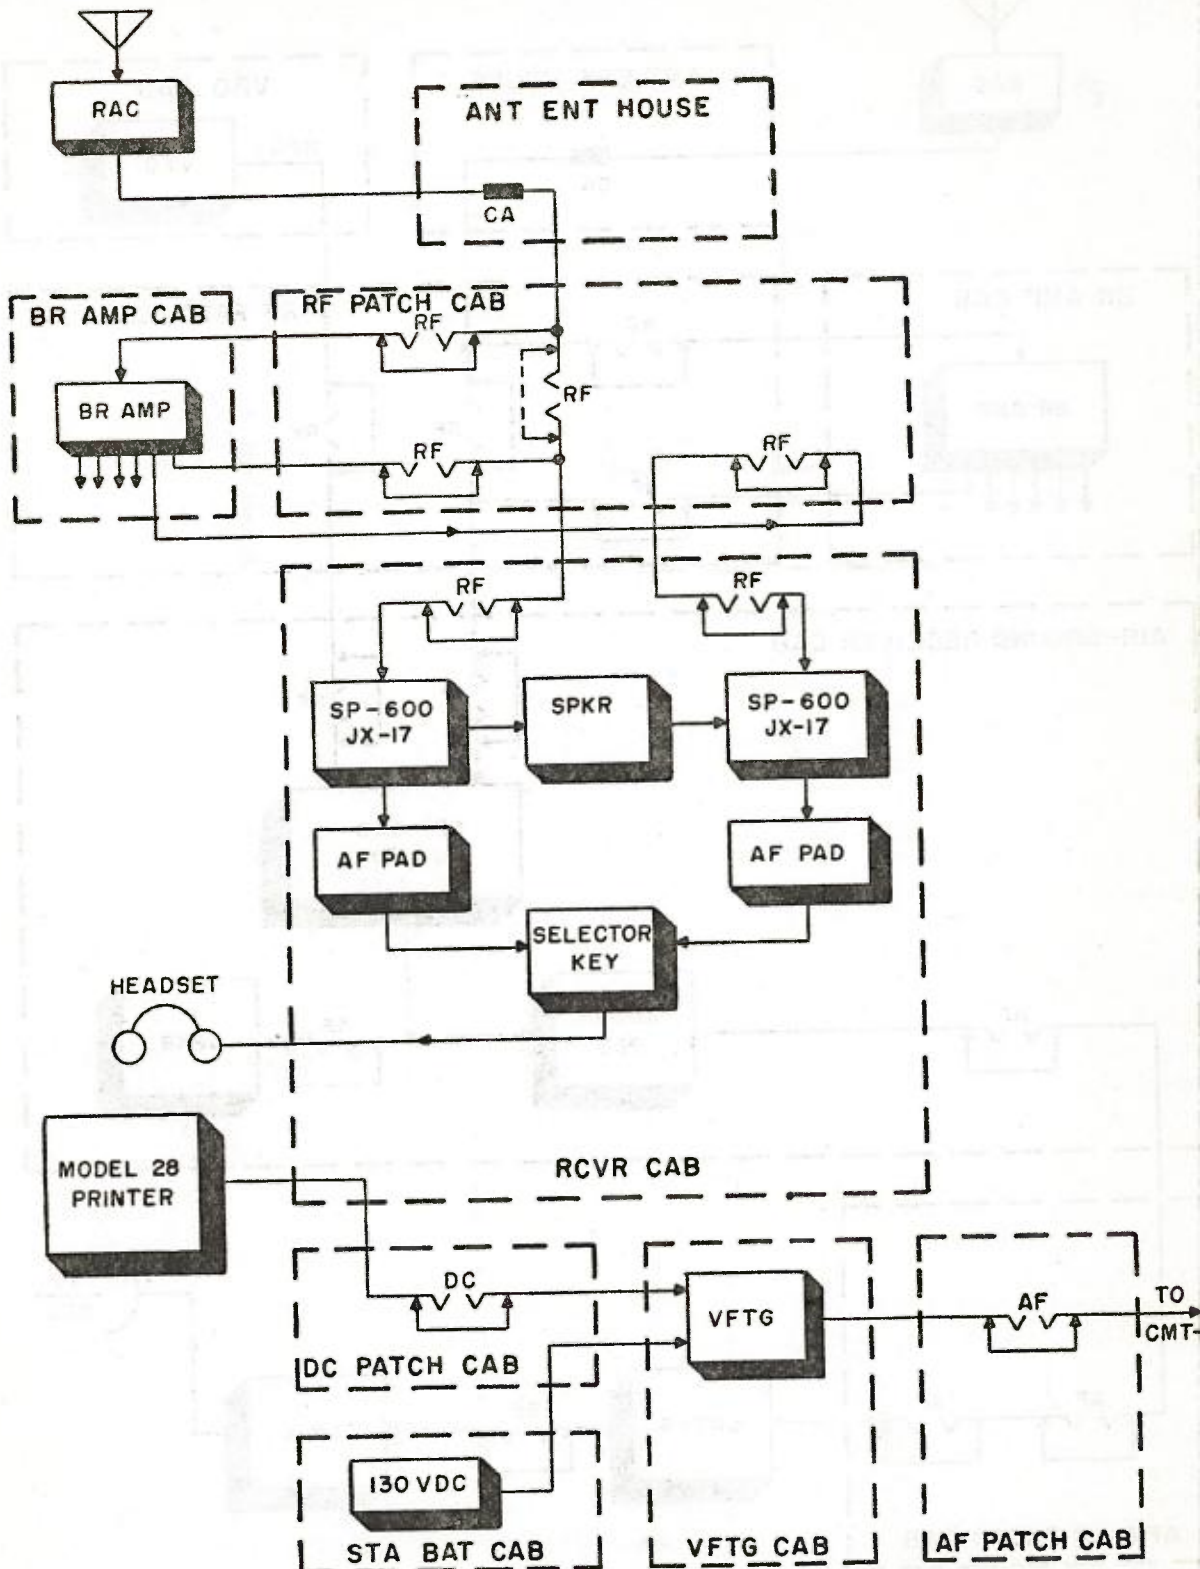 RAC
ANT ENT HOUSE
CA
BR AMP CAB
RF PATCH CAB
RF
RF
BR AMP
RF
RF
RF
RF
SP-600
JX-17
SPKR
SP-600
JX-17
AF PAD
AF PAD
SELECTOR
KEY
HEADSET
MODEL 28
PRINTER
RCVR CAB
DC
VFTG
AF
TO
CMT-
DC PATCH CAB
130 VDC
STA BAT CAB
VFTG CAB
AF PATCH CAB